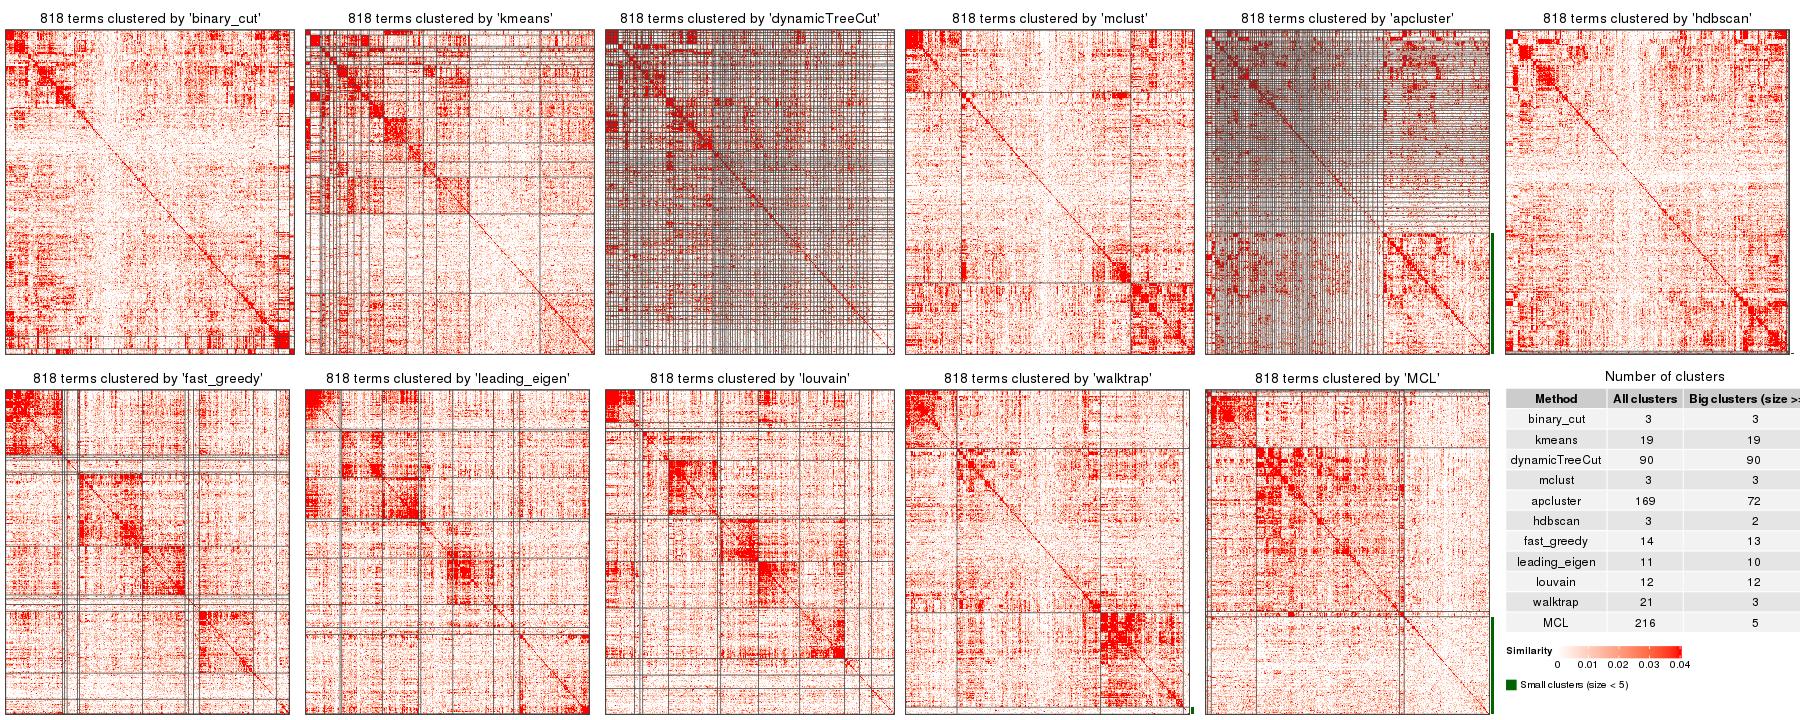 818 terms clustered by 'binary_cut'
818 terms clustered by 'kmeans'
818 terms clustered by 'dynamicTreeCut'
818 terms clustered by 'mclust'
818 terms clustered by 'apcluster'
818 terms clustered by 'hdbscan'
818 terms clustered by 'fast_greedy'
818 terms clustered by 'leading_eigen'
818 terms clustered by 'louvain'
818 terms clustered by 'walktrap'
818 terms clustered by 'MCL'
Number of clusters
Method All clusters Big clusters (size >
binary_cut 3 3
kmeans 19 19
dynamicTreeCut 90 90
mclust 3 3
apcluster 169 72
hdbscan 3 2
fast_greedy 14 13
leading_eigen 11 10
louvain 12 12
walktrap 21 3
MCL 216 5
Similarity
0 0.01 0.02 0.03 0.04
Small clusters (size < 5)